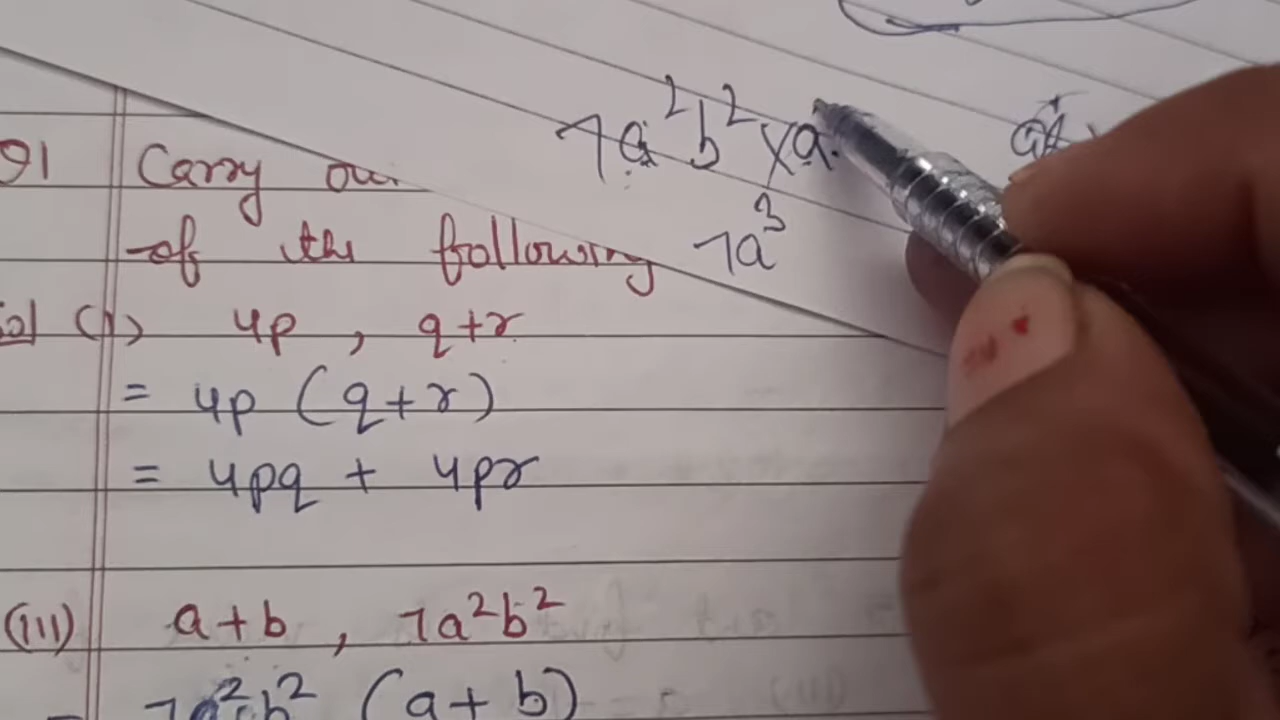 7a²b² × a
7a³
Q1 Carry
of the following
Sol (i) 4p , q+r
= 4p (q+r)
= 4pq + 4pr
(iii) a+b , 7a²b²
= 7a²b² (a+b)